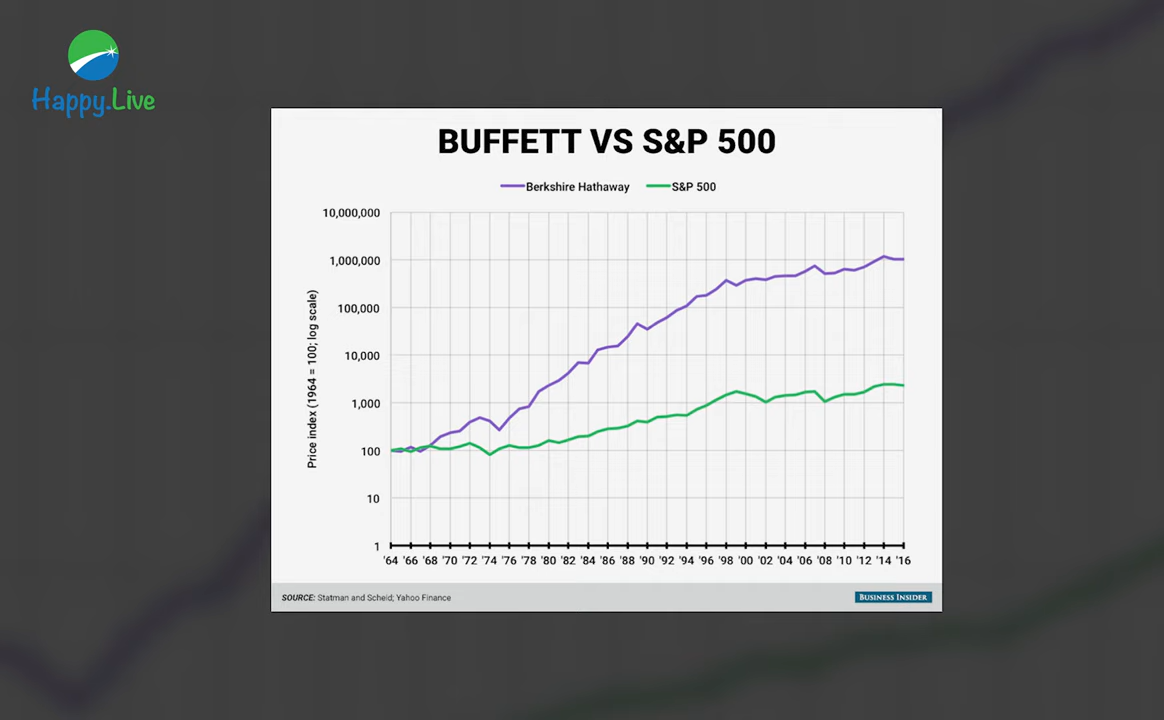 Happy.Live
BUFFETT VS S&P 500
Berkshire Hathaway
S&P 500
Price index (1964 = 100; log scale)
10,000,000
1,000,000
100,000
10,000
1,000
100
10
1
'64 '66 '68 '70 '72 '74 '76 '78 '80 '82 '84 '86 '88 '90 '92 '94 '96 '98 '00 '02 '04 '06 '08 '10 '12 '14 '16
SOURCE: Statman and Scheid; Yahoo Finance
BUSINESS INSIDER